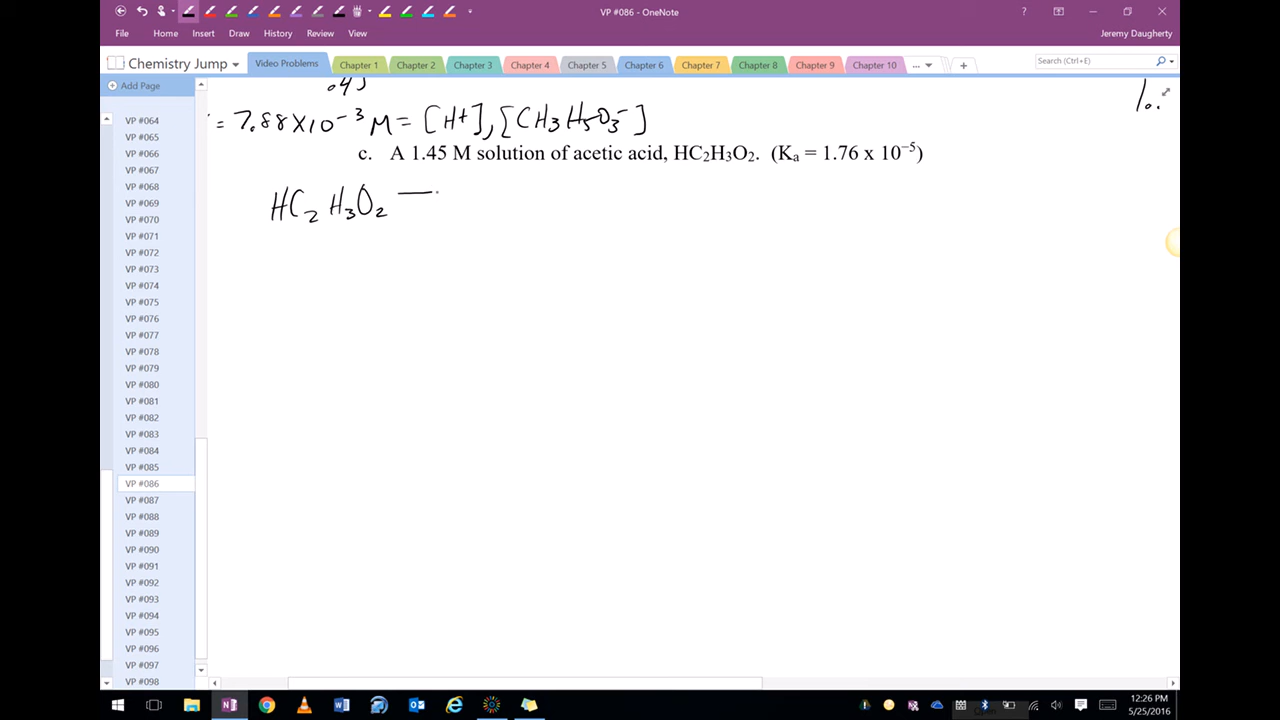 VP #086 - OneNote
?
File Home Insert Draw History Review View
Jeremy Daugherty
Chemistry Jump
Video Problems
Chapter 1
Chapter 2
Chapter 3
Chapter 4
Chapter 5
Chapter 6
Chapter 7
Chapter 8
Chapter 9
Chapter 10
...
Search (Ctrl+E)
Add Page
VP #064
VP #065
VP #066
VP #067
VP #068
VP #069
VP #070
VP #071
VP #072
VP #073
VP #074
VP #075
VP #076
VP #077
VP #078
VP #079
VP #080
VP #081
VP #082
VP #083
VP #084
VP #085
VP #086
VP #087
VP #088
VP #089
VP #090
VP #091
VP #092
VP #093
VP #094
VP #095
VP #096
VP #097
VP #098
= 7.88X10⁻³ M = [H+], [CH3H5O3⁻]
c. A 1.45 M solution of acetic acid, HC2H3O2. (Ka = 1.76 x 10⁻⁵)
HC2H3O2
12:26 PM
5/25/2016